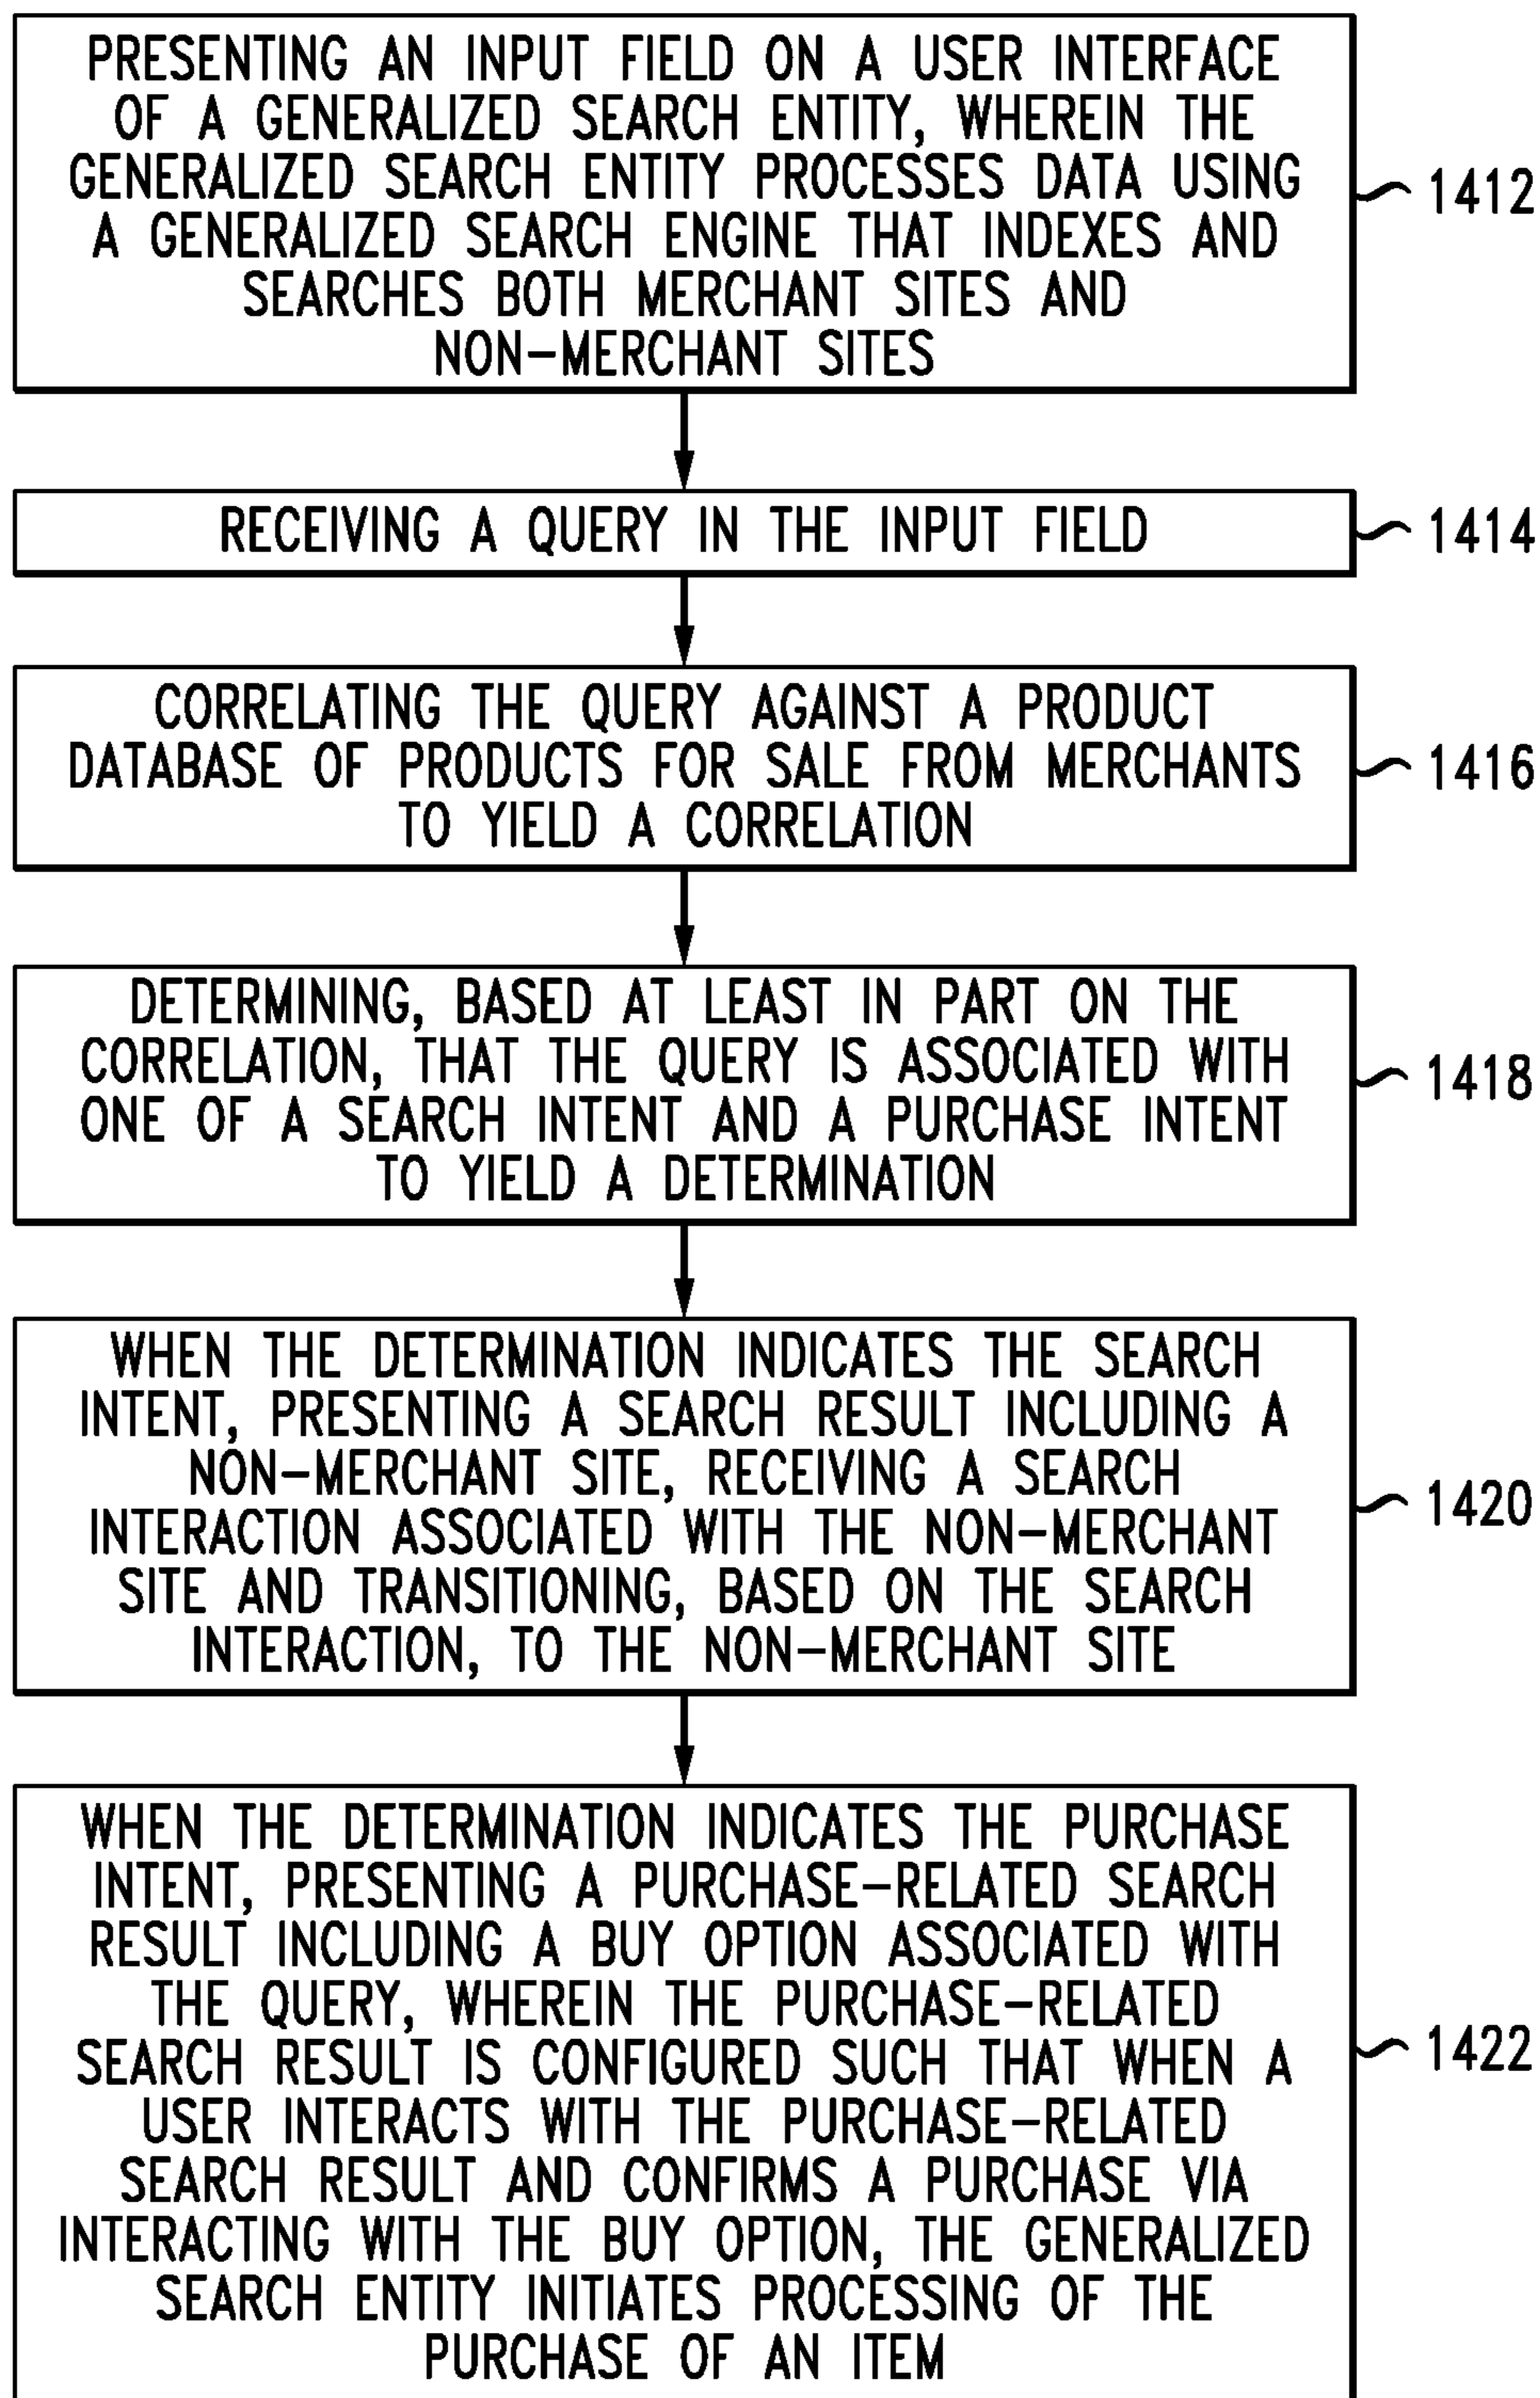 PRESENTING AN INPUT FIELD ON A USER INTERFACE
OF A GENERALIZED SEARCH ENTITY, WHEREIN THE
GENERALIZED SEARCH ENTITY PROCESSES DATA USING
A GENERALIZED SEARCH ENGINE THAT INDEXES AND
SEARCHES BOTH MERCHANT SITES AND
NON-MERCHANT SITES
1412
RECEIVING A QUERY IN THE INPUT FIELD
1414
CORRELATING THE QUERY AGAINST A PRODUCT
DATABASE OF PRODUCTS FOR SALE FROM MERCHANTS
TO YIELD A CORRELATION
1416
DETERMINING, BASED AT LEAST IN PART ON THE
CORRELATION, THAT THE QUERY IS ASSOCIATED WITH
ONE OF A SEARCH INTENT AND A PURCHASE INTENT
TO YIELD A DETERMINATION
1418
WHEN THE DETERMINATION INDICATES THE SEARCH
INTENT, PRESENTING A SEARCH RESULT INCLUDING A
NON-MERCHANT SITE, RECEIVING A SEARCH
INTERACTION ASSOCIATED WITH THE NON-MERCHANT
SITE AND TRANSITIONING, BASED ON THE SEARCH
INTERACTION, TO THE NON-MERCHANT SITE
1420
WHEN THE DETERMINATION INDICATES THE PURCHASE
INTENT, PRESENTING A PURCHASE-RELATED SEARCH
RESULT INCLUDING A BUY OPTION ASSOCIATED WITH
THE QUERY, WHEREIN THE PURCHASE-RELATED
SEARCH RESULT IS CONFIGURED SUCH THAT WHEN A
USER INTERACTS WITH THE PURCHASE-RELATED
SEARCH RESULT AND CONFIRMS A PURCHASE VIA
INTERACTING WITH THE BUY OPTION, THE GENERALIZED
SEARCH ENTITY INITIATES PROCESSING OF THE
PURCHASE OF AN ITEM
1422